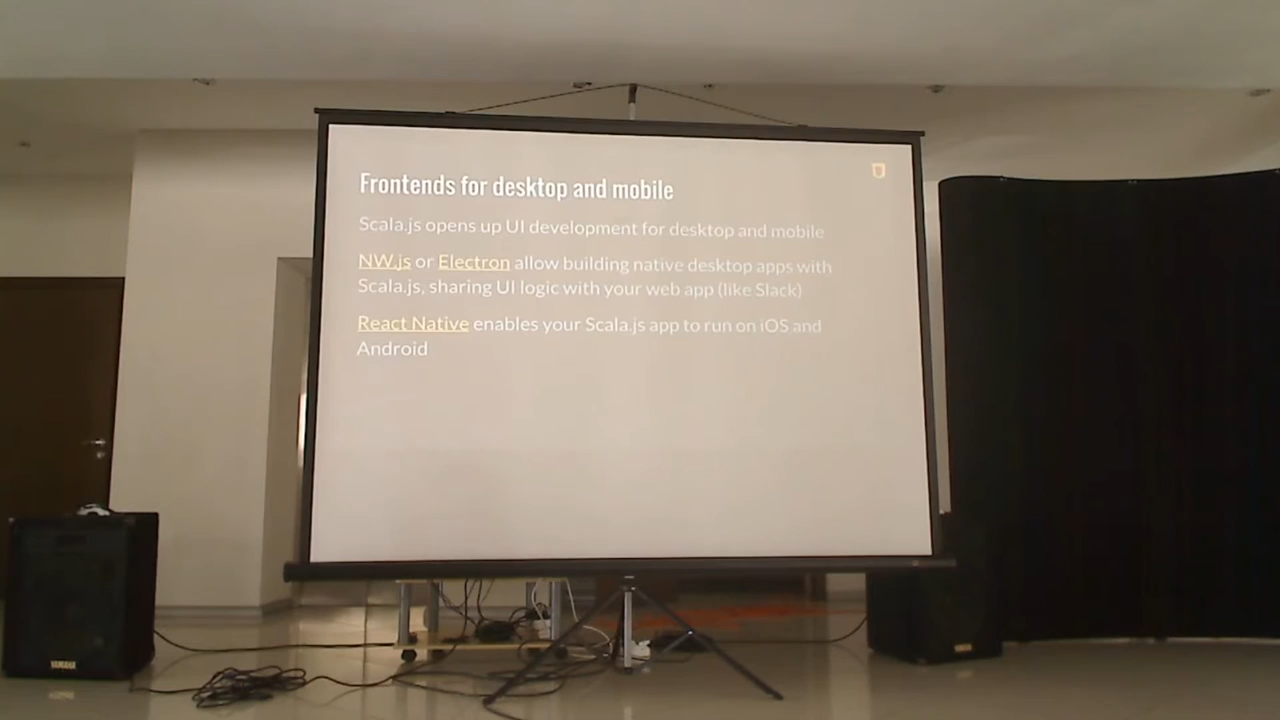 Frontends for desktop and mobile
Scala.js opens up UI development for desktop and mobile
NW.js or Electron allow building native desktop apps with
Scala.js, sharing UI logic with your web app (like Slack)
React Native enables your Scala.js app to run on iOS and
Android
YAMAHA